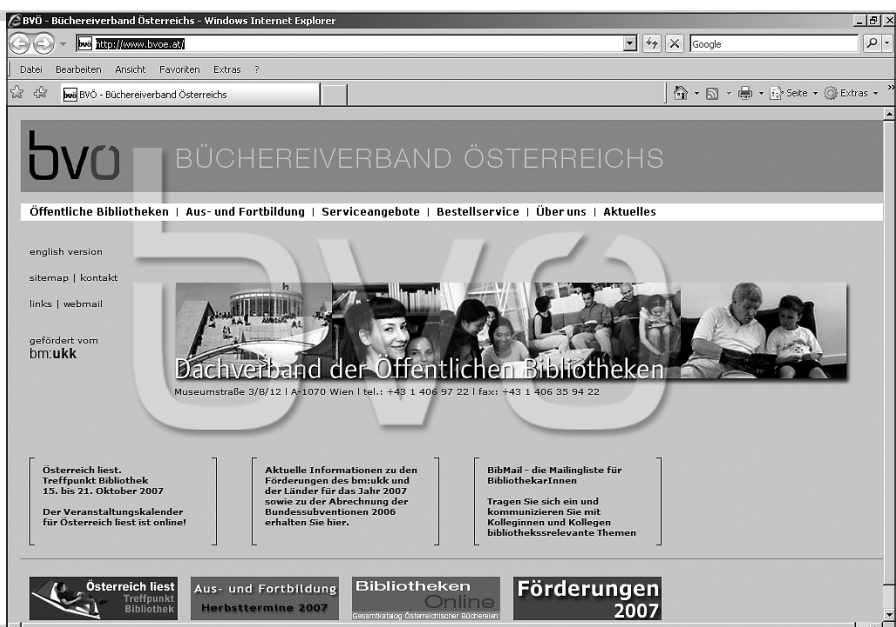 BVÖ - Büchereiverband Österreichs - Windows Internet Explorer
bvö http://www.bvoe.at/
Google
Datei Bearbeiten Ansicht Favoriten Extras ?
bvö BVÖ - Büchereiverband Österreichs
Seite Extras
bvö BÜCHEREIVERBAND ÖSTERREICHS
Öffentliche Bibliotheken | Aus- und Fortbildung | Serviceangebote | Bestellservice | Über uns | Aktuelles
english version
sitemap | kontakt
links | webmail
gefördert vom
bm:ukk
bvö
Dachverband der Öffentlichen Bibliotheken
Museumstraße 3/B/12 | A-1070 Wien | tel.: +43 1 406 97 22 | fax: +43 1 406 35 94 22
Österreich liest.
Treffpunkt Bibliothek
15. bis 21. Oktober 2007
Der Veranstaltungskalender
für Österreich liest ist online!
Aktuelle Informationen zu den
Förderungen des bm:ukk und
der Länder für das Jahr 2007
sowie zu der Abrechnung der
Bundessubventionen 2006
erhalten Sie hier.
BibMail - die Mailingliste für
BibliothekarInnen
Tragen Sie sich ein und
kommunizieren Sie mit
Kolleginnen und Kollegen
bibliothekssrelevante Themen
Österreich liest
Treffpunkt
Bibliothek
Aus- und Fortbildung
Herbsttermine 2007
Bibliotheken
Online
Gesamtkatalog Österreichischer Büchereien
Förderungen
2007